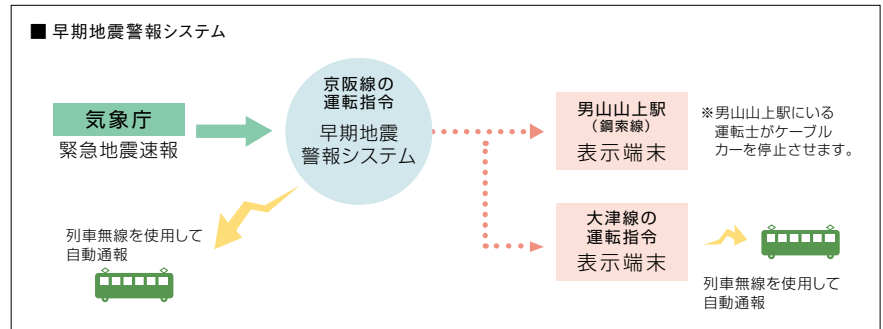 ■ 早期地震警報システム
気象庁
緊急地震速報
京阪線の
運転指令
早期地震
警報システム
列車無線を使用して
自動通報
男山山上駅
（鋼索線）
表示端末
※男山山上駅にいる
運転士がケーブル
カーを停止させます。
大津線の
運転指令
表示端末
列車無線を使用して
自動通報